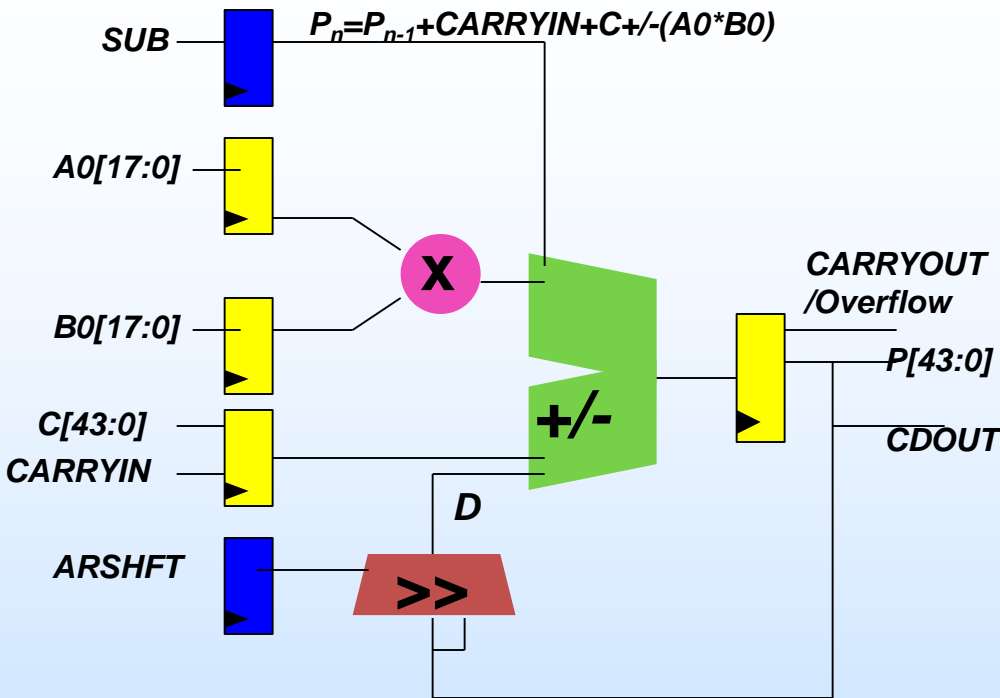 SUB
Pn=Pn-1+CARRYIN+C+/-(A0*B0)
A0[17:0]
X
CARRYOUT
/Overflow
B0[17:0]
P[43:0]
C[43:0]
+/-
CDOUT
CARRYIN
D
ARSHFT
>>